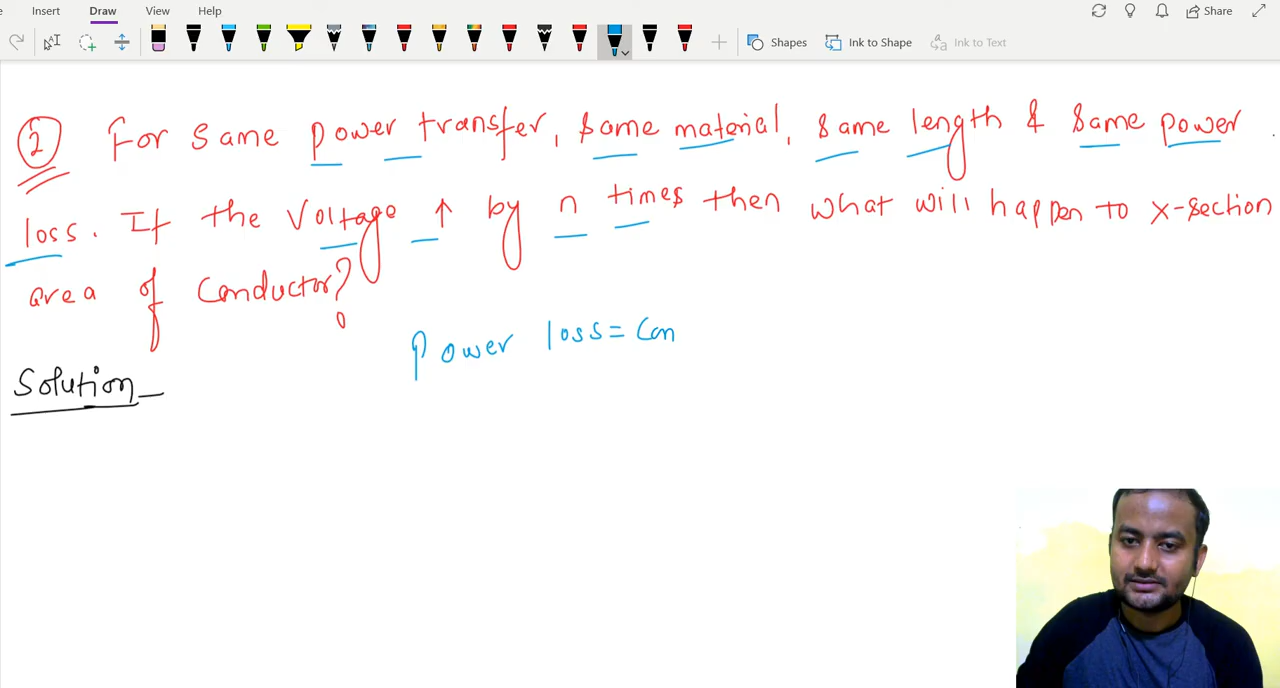 Insert Draw View Help Share
Shapes Ink to Shape Ink to Text
② For same power transfer, same material, same length & same power
loss. If the voltage ↑ by n times then what will happen to x-section
area of conductor?
Power loss = Con
Solution